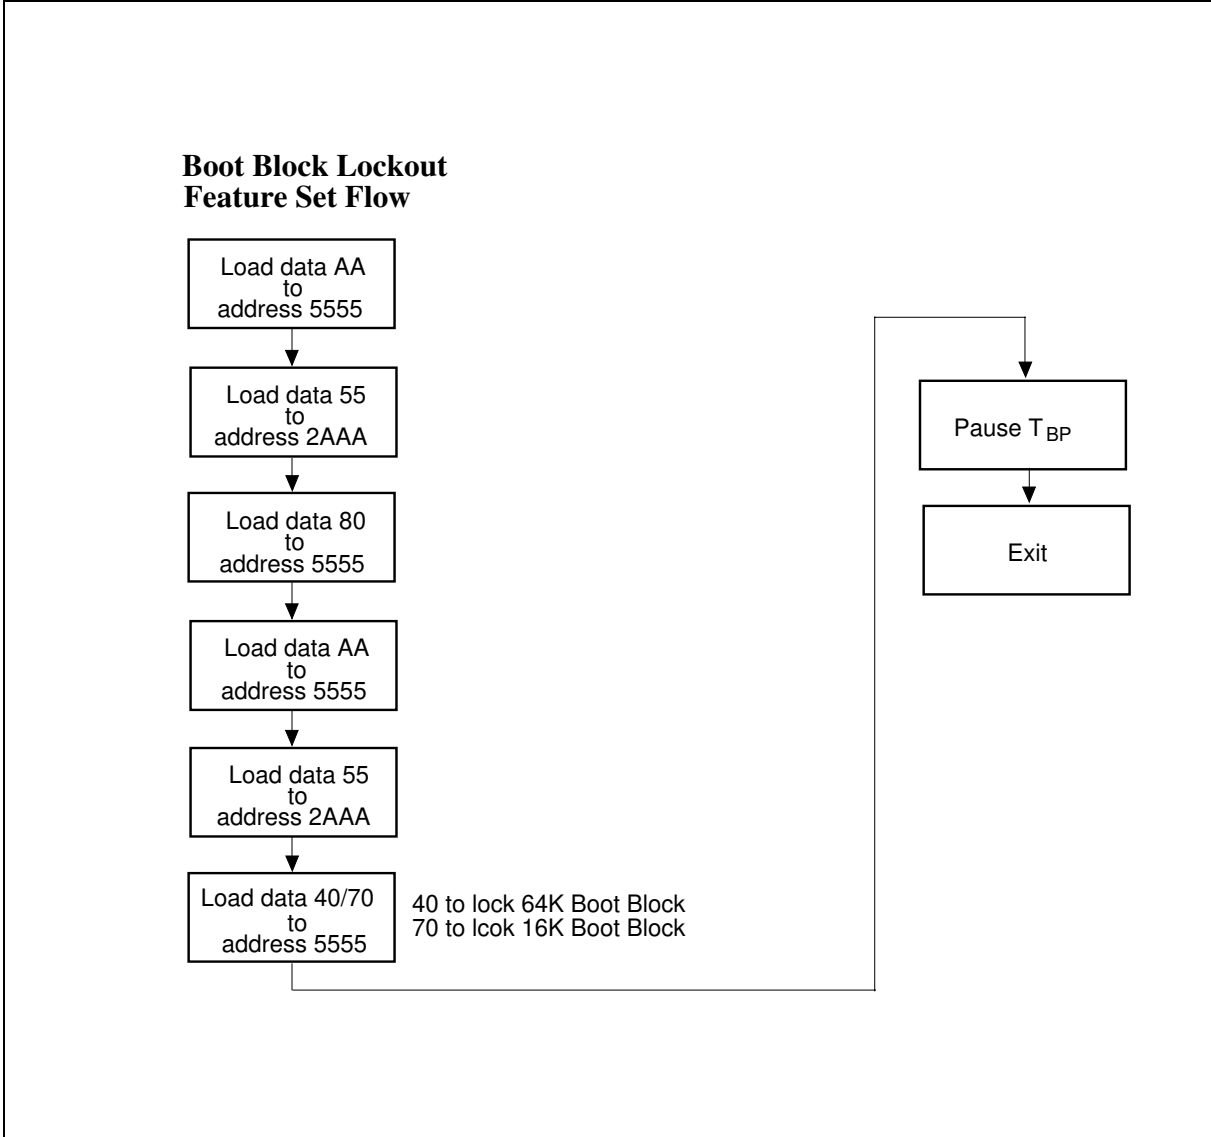 Boot Block Lockout
Feature Set Flow
Load data AA
to
address 5555
Load data 55
to
address 2AAA
Load data 80
to
address 5555
Load data AA
to
address 5555
Load data 55
to
address 2AAA
Load data 40/70
to
address 5555
40 to lock 64K Boot Block
70 to lcok 16K Boot Block
Pause T BP
Exit